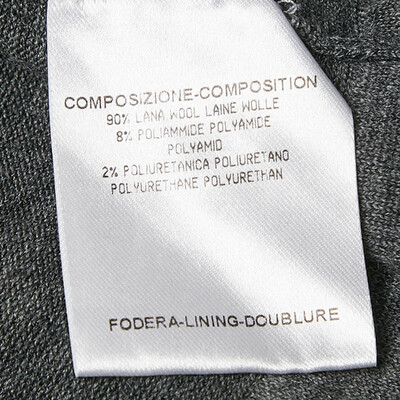 COMPOSIZIONE-COMPOSITION
90% LANA WOOL LAINE WOLLE
8% POLIAMMIDE POLYAMIDE
POLYAMID
2% POLIURETANICA POLIURETANO
POLYURETHANE POLYURETHAN
FODERA-LINING-DOUBLURE